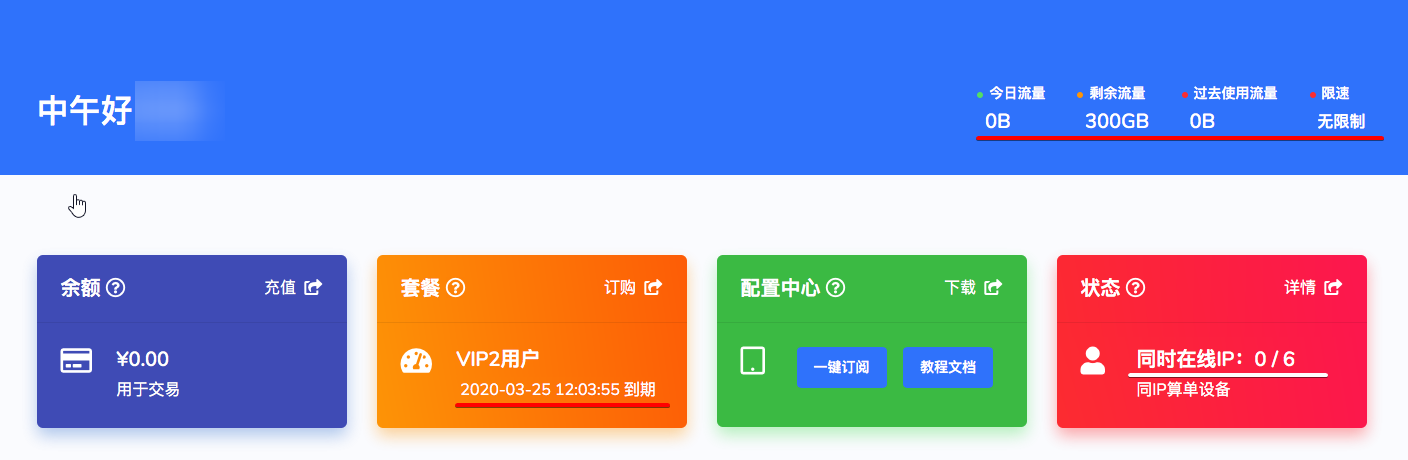 中午好
今日流量 剩余流量 过去使用流量 限速
0B 300GB 0B 无限制
余额 充值
¥0.00
用于交易
套餐 订购
VIP2用户
2020-03-25 12:03:55 到期
配置中心 下载
一键订阅 教程文档
状态 详情
同时在线IP：0 / 6
同IP算单设备